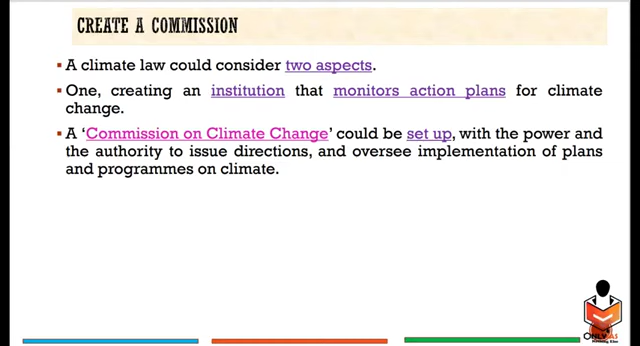 CREATE A COMMISSION
▪ A climate law could consider two aspects.
▪ One, creating an institution that monitors action plans for climate
change.
▪ A ‘Commission on Climate Change’ could be set up, with the power and
the authority to issue directions, and oversee implementation of plans
and programmes on climate.
ONLY IAS